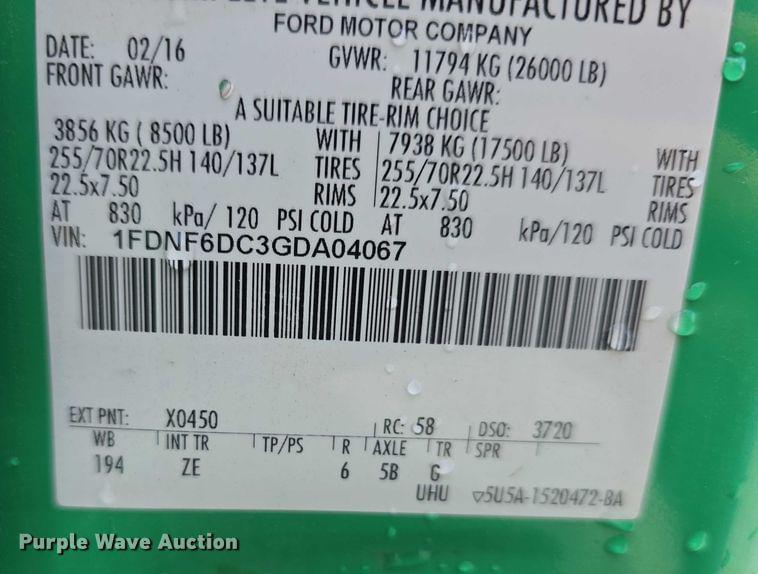 VEHICLE MANUFACTURED BY
FORD MOTOR COMPANY
DATE: 02/16 GVWR: 11794 KG (26000 LB)
FRONT GAWR: REAR GAWR:
A SUITABLE TIRE-RIM CHOICE
3856 KG ( 8500 LB) WITH 7938 KG (17500 LB) WITH
255/70R22.5H 140/137L TIRES 255/70R22.5H 140/137L TIRES
22.5x7.50 RIMS 22.5x7.50 RIMS
AT 830 kPa/ 120 PSI COLD AT 830 kPa/120 PSI COLD
VIN: 1FDNF6DC3GDA04067
EXT PNT: X0450 RC: 58 DSO: 3720
WB INT TR TP/PS R AXLE TR SPR
194 ZE 6 5B G
UHU ▽5U5A-1520472-BA
Purple Wave Auction